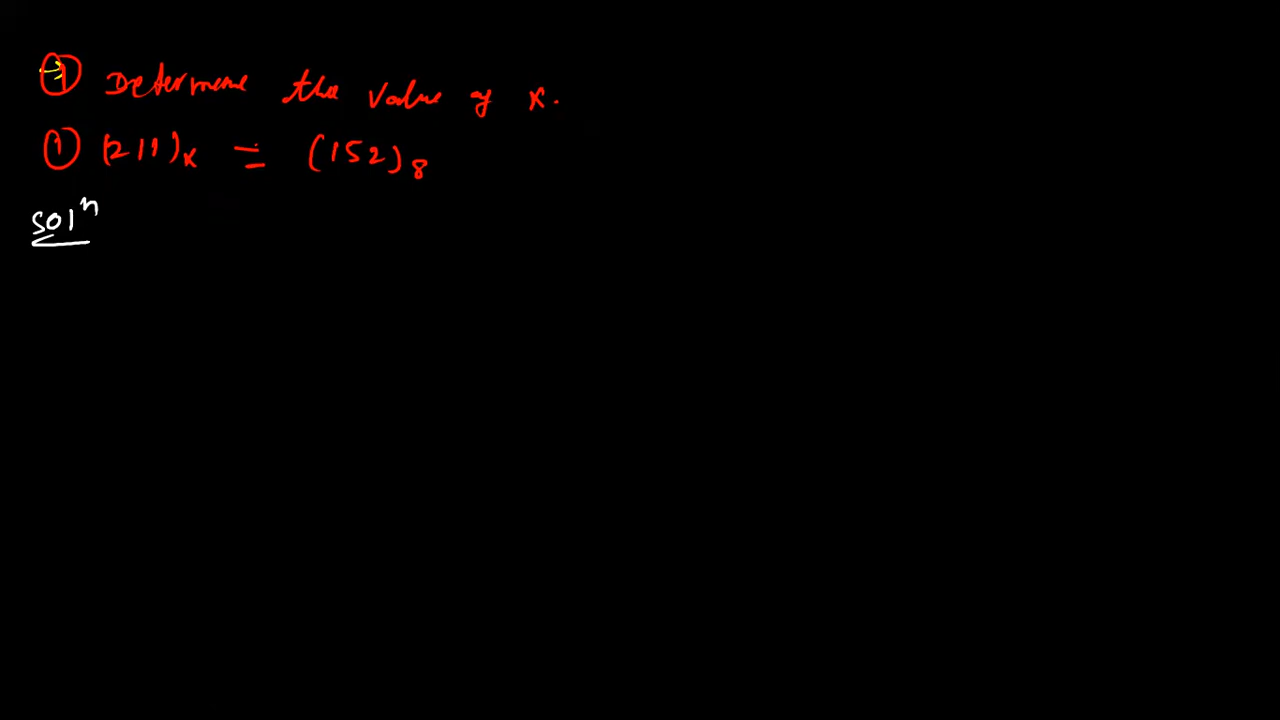 → ① Determine the value of x.
① (211)ₓ = (152)₈
Solⁿ